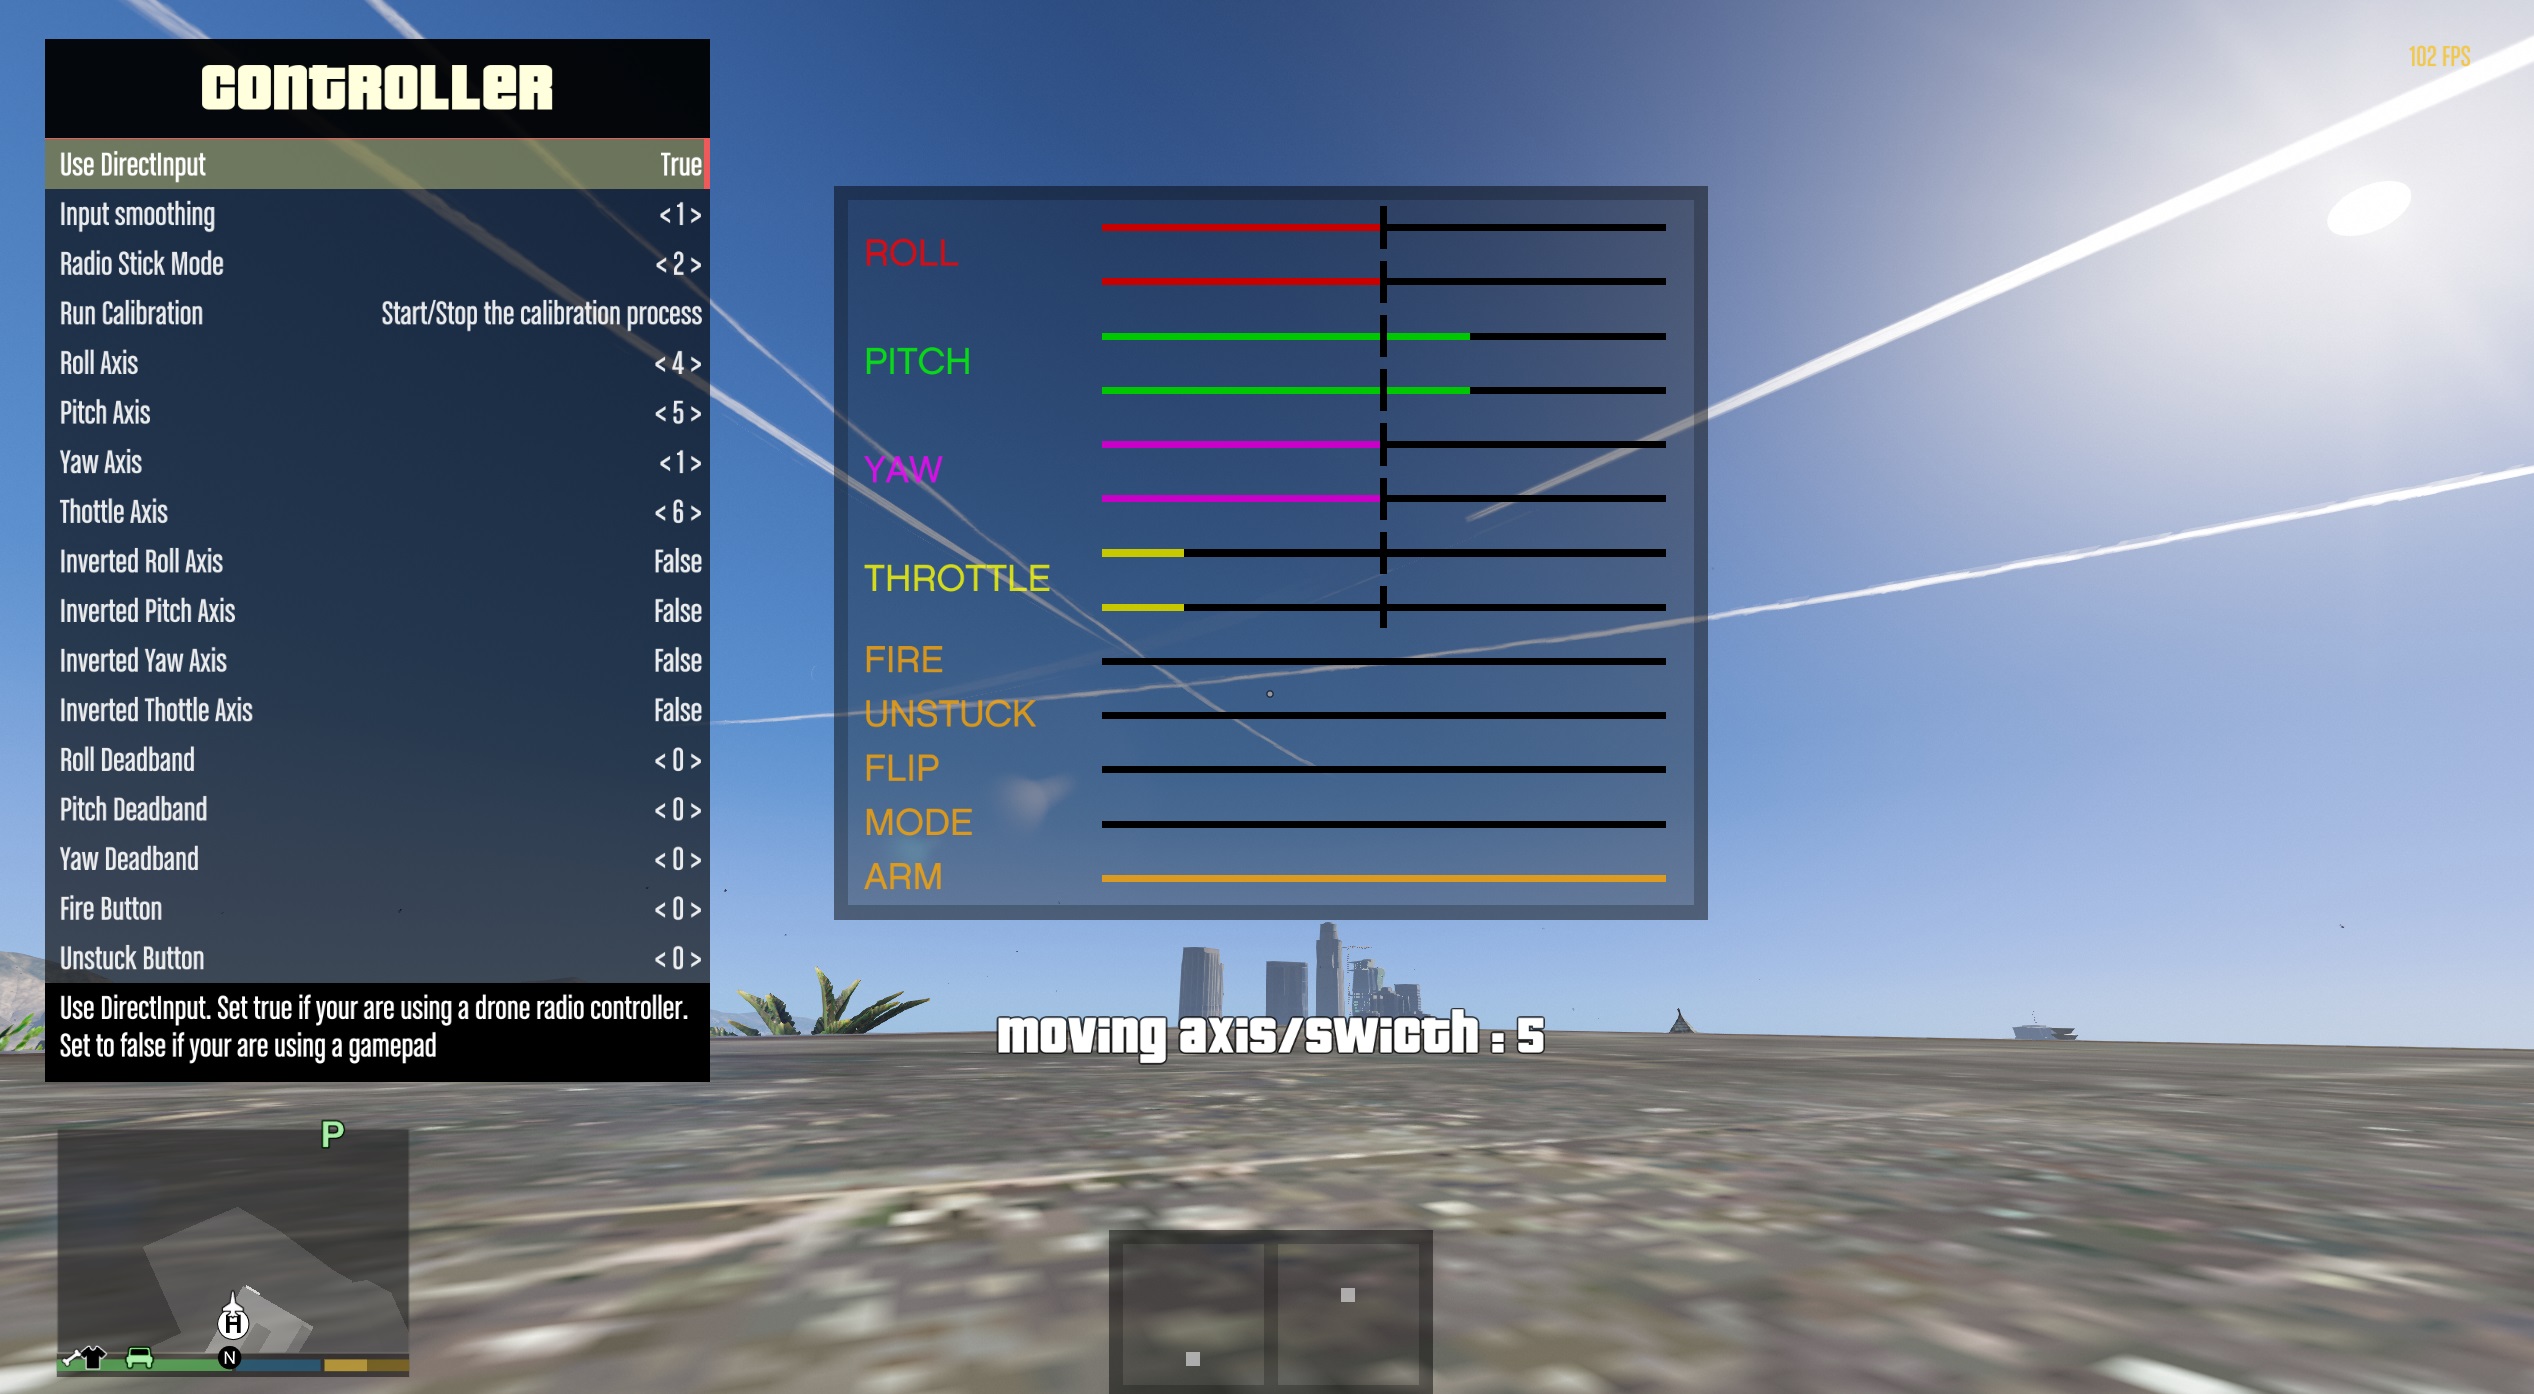 CONTROLLER
Use DirectInput True
Input smoothing < 1 >
Radio Stick Mode < 2 >
Run Calibration Start/Stop the calibration process
Roll Axis < 4 >
Pitch Axis < 5 >
Yaw Axis < 1 >
Thottle Axis < 6 >
Inverted Roll Axis False
Inverted Pitch Axis False
Inverted Yaw Axis False
Inverted Thottle Axis False
Roll Deadband < 0 >
Pitch Deadband < 0 >
Yaw Deadband < 0 >
Fire Button < 0 >
Unstuck Button < 0 >
Use DirectInput. Set true if your are using a drone radio controller.
Set to false if your are using a gamepad
102 FPS
ROLL
PITCH
YAW
THROTTLE
FIRE
UNSTUCK
FLIP
MODE
ARM
moving axis/swicth : 5
P
H
N